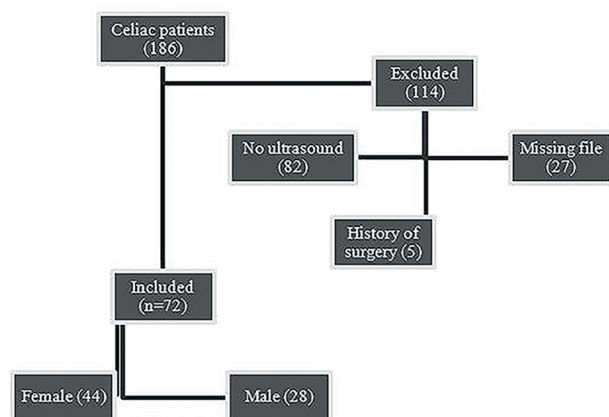 Celiac patients
(186)
Excluded
(114)
No ultrasound
(82)
Missing file
(27)
History of
surgery (5)
Included
(n=72)
Female (44)
Male (28)